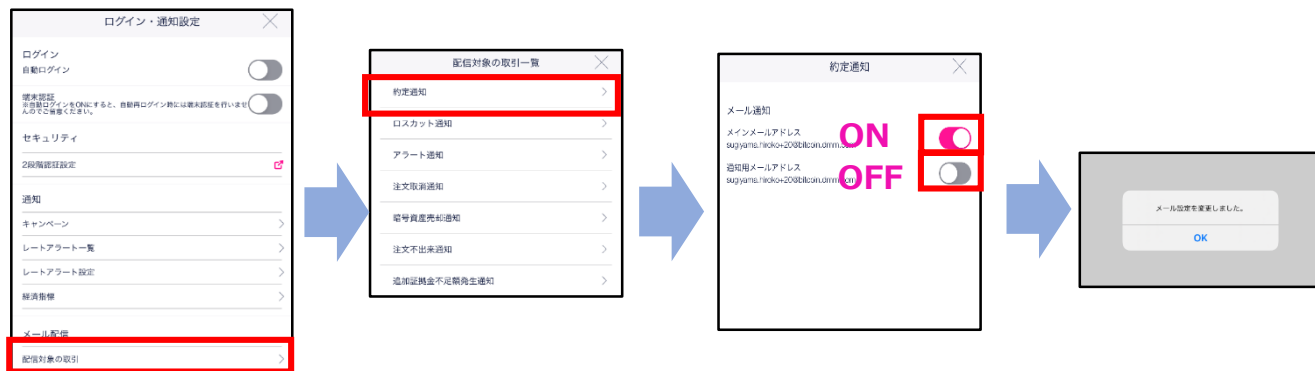 ログイン・通知設定
ログイン
自動ログイン
端末認証
※自動ログインをONにすると、自動再ログイン時には端末認証を行いませ
んのでご留意ください。
セキュリティ
2段階認証設定
通知
キャンペーン
レートアラート一覧
レートアラート設定
経済指標
メール配信
配信対象の取引
配信対象の取引一覧
約定通知
ロスカット通知
アラート通知
注文取消通知
暗号資産売却通知
注文不出来通知
追加証拠金不足額発生通知
約定通知
メール通知
メインメールアドレス
sugiyama.hiroko+200@bitcoin.dmm.com
ON
通知用メールアドレス
OFF
メール設定を変更しました。
OK